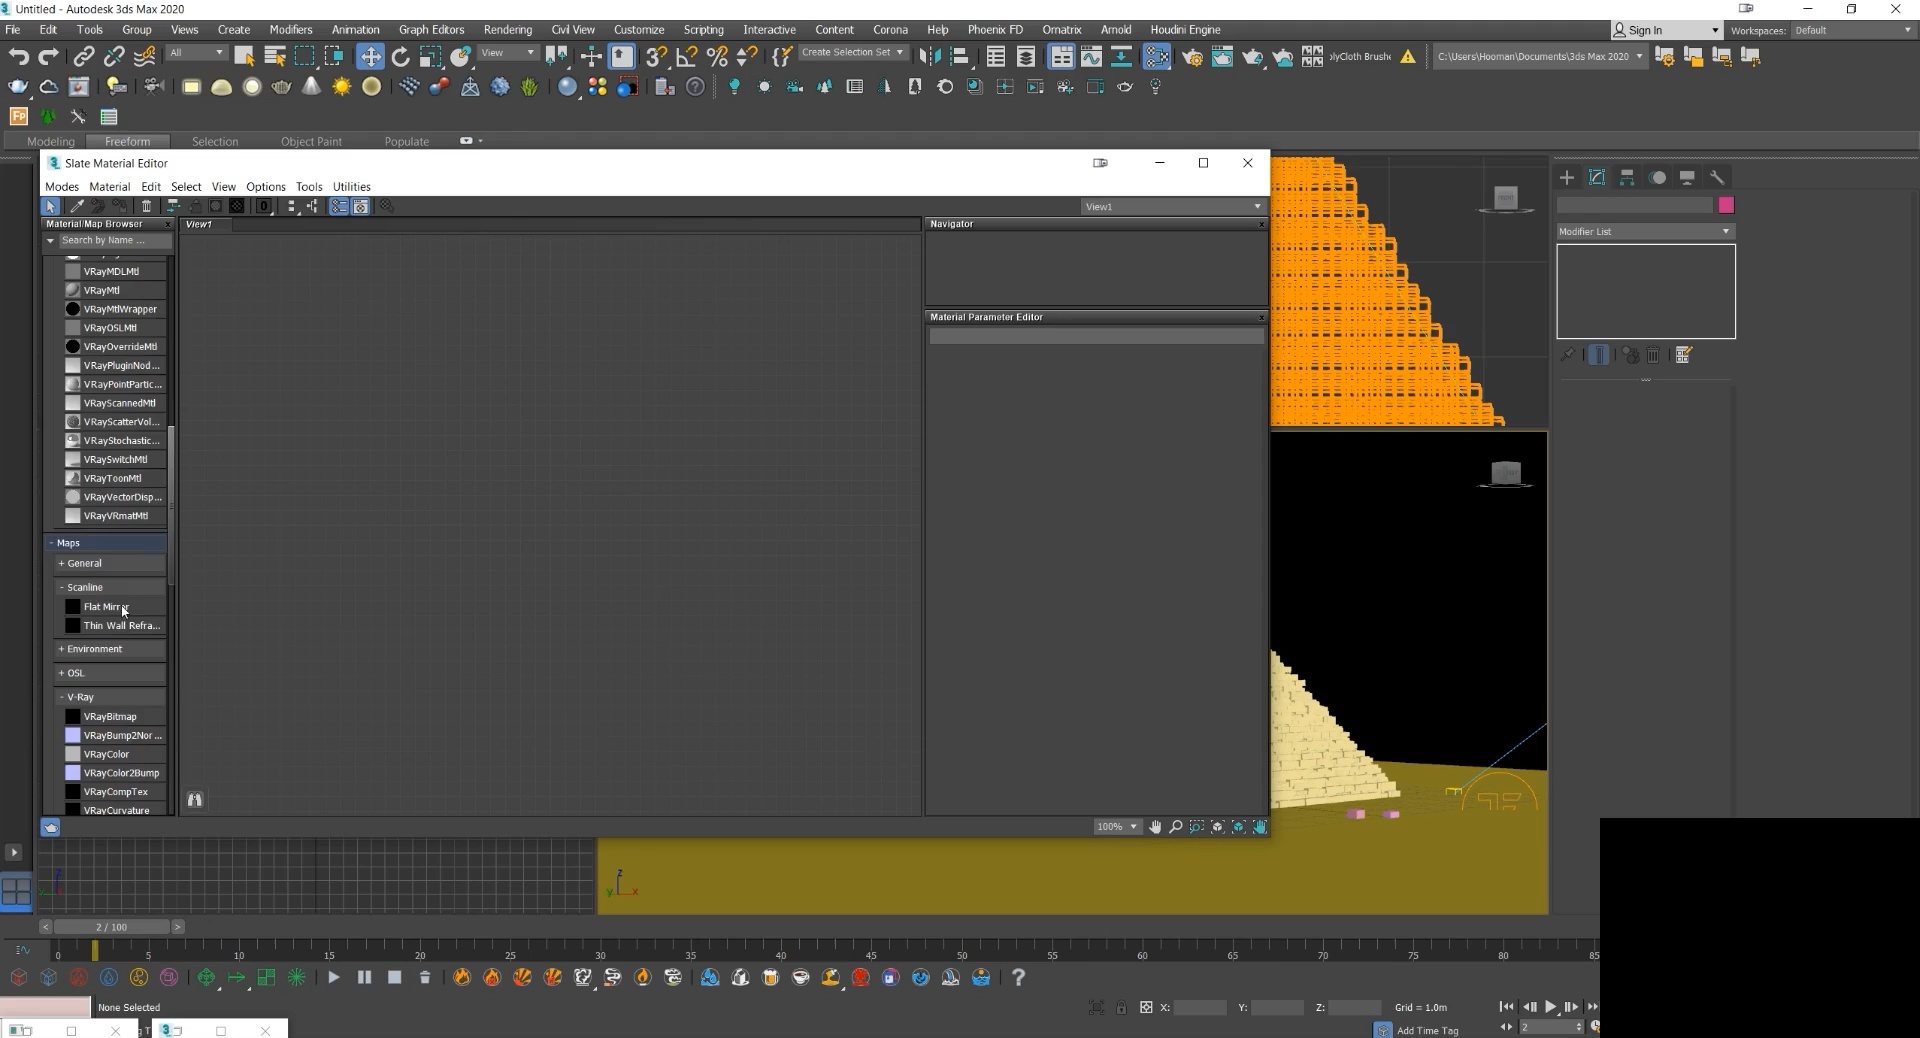 Untitled - Autodesk 3ds Max 2020
File Edit Tools Group Views Create Modifiers Animation Graph Editors Rendering Civil View Customize Scripting Interactive Content Corona Help Phoenix FD Ornatrix Arnold Houdini Engine
Sign In Workspaces: Default
All View Create Selection Set lyCloth Brushe C:\Users\Hooman\Documents\3ds Max 2020
Fp
Modeling Freeform Selection Object Paint Populate
Slate Material Editor
Modes Material Edit Select View Options Tools Utilities
View1
Material/Map Browser
View1
Navigator
Search by Name ...
Modifier List
VRayMDLMtl
VRayMtl
VRayMtlWrapper
Material Parameter Editor
VRayOSLMtl
VRayOverrideMtl
VRayPluginNod...
VRayPointPartic...
VRayScannedMtl
VRayScatterVol...
VRayStochastic...
VRaySwitchMtl
VRayToonMtl
VRayVectorDisp...
VRayVRmatMtl
- Maps
+ General
- Scanline
Flat Mirror
Thin Wall Refra...
+ Environment
+ OSL
- V-Ray
VRayBitmap
VRayBump2Nor...
VRayColor
VRayColor2Bump
VRayCompTex
VRayCurvature
100%
z
y x
2 / 100
0 5 10 15 20 25 30 35 40 45 50 55 60 65 70 75 80 85
None Selected
X: Y: Z: Grid = 1.0m
Add Time Tag
2